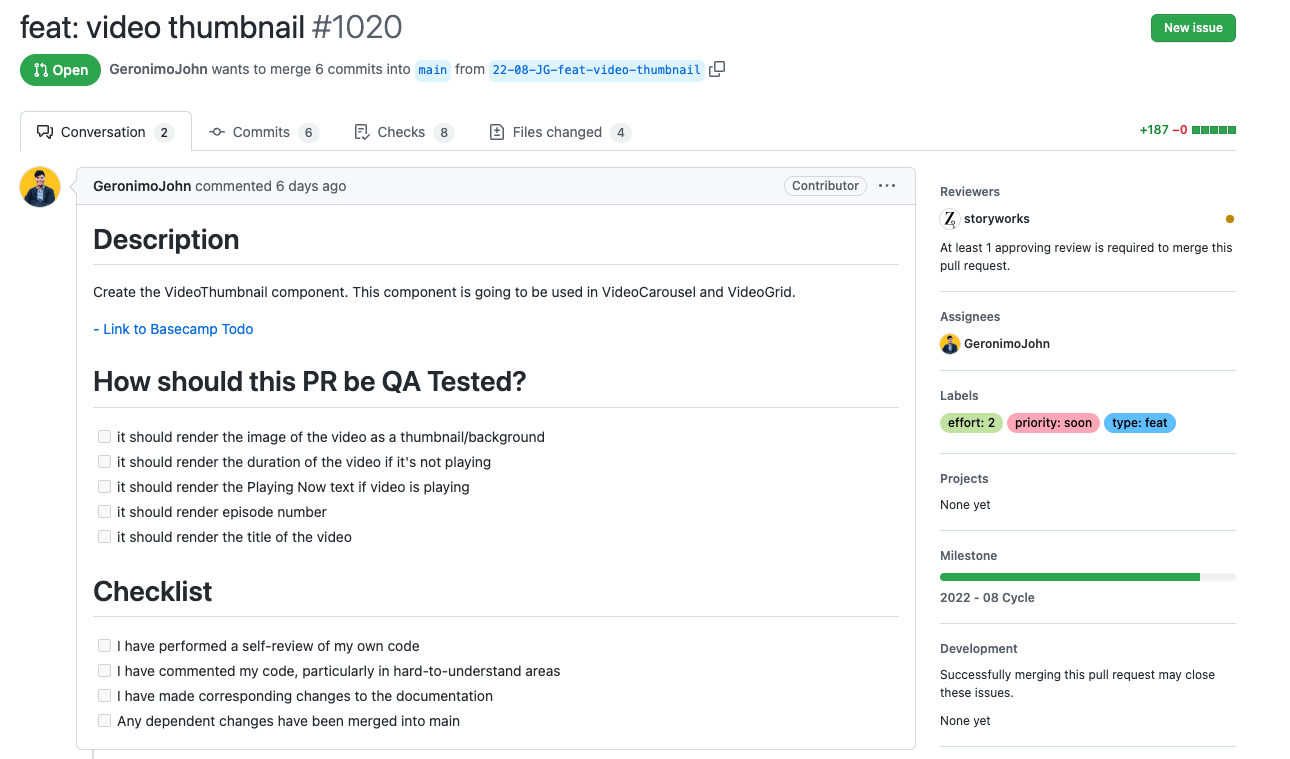 feat: video thumbnail #1020
New issue
Open GeronimoJohn wants to merge 6 commits into main from 22-08-JG-feat-video-thumbnail
Conversation 2 Commits 6 Checks 8 Files changed 4
+187 −0
GeronimoJohn commented 6 days ago
Contributor
Description
Create the VideoThumbnail component. This component is going to be used in VideoCarousel and VideoGrid.
- Link to Basecamp Todo
How should this PR be QA Tested?
it should render the image of the video as a thumbnail/background
it should render the duration of the video if it's not playing
it should render the Playing Now text if video is playing
it should render episode number
it should render the title of the video
Checklist
I have performed a self-review of my own code
I have commented my code, particularly in hard-to-understand areas
I have made corresponding changes to the documentation
Any dependent changes have been merged into main
Reviewers
storyworks
At least 1 approving review is required to merge this
pull request.
Assignees
GeronimoJohn
Labels
effort: 2 priority: soon type: feat
Projects
None yet
Milestone
2022 - 08 Cycle
Development
Successfully merging this pull request may close
these issues.
None yet